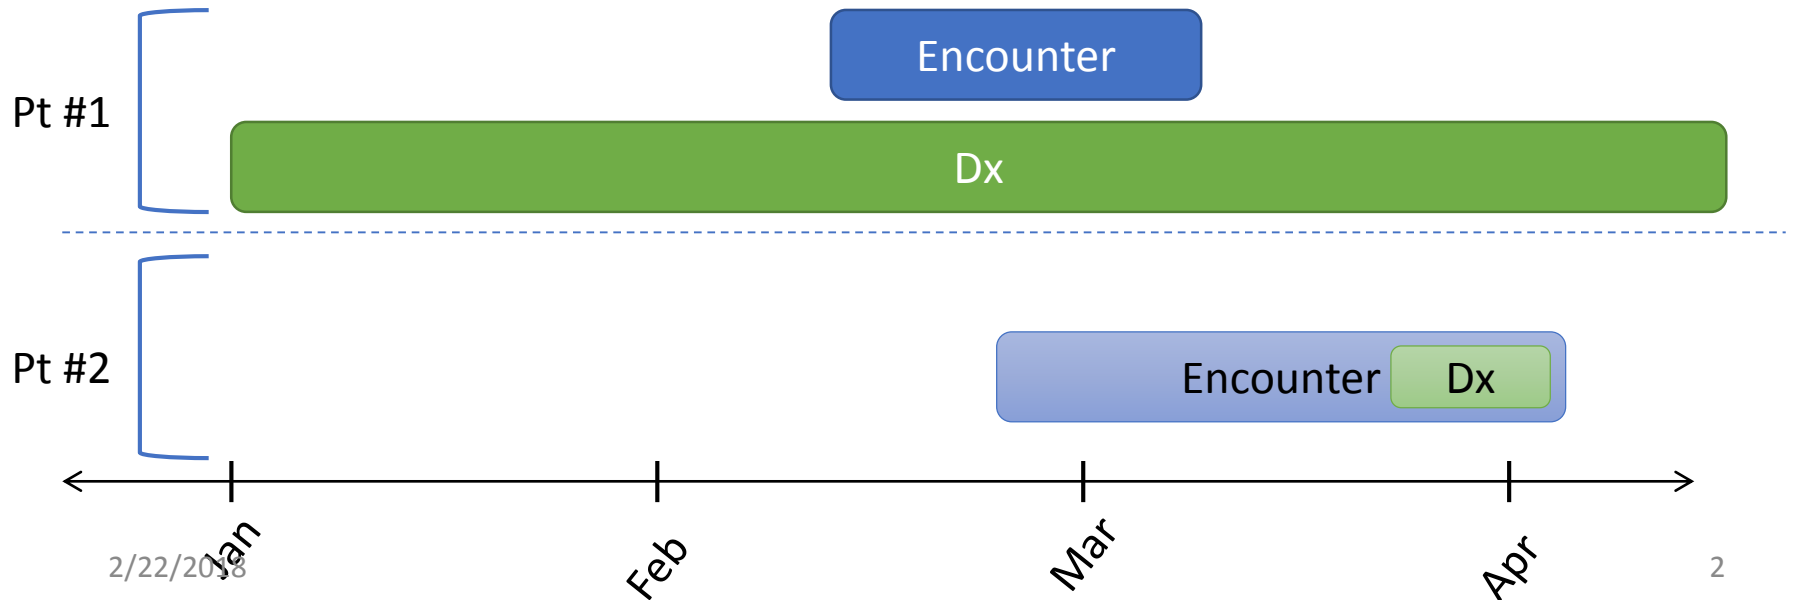 Encounter
Pt #1
Dx
Pt #2
Encounter
Dx
Jan
Feb
Mar
Apr
2/22/2018
2